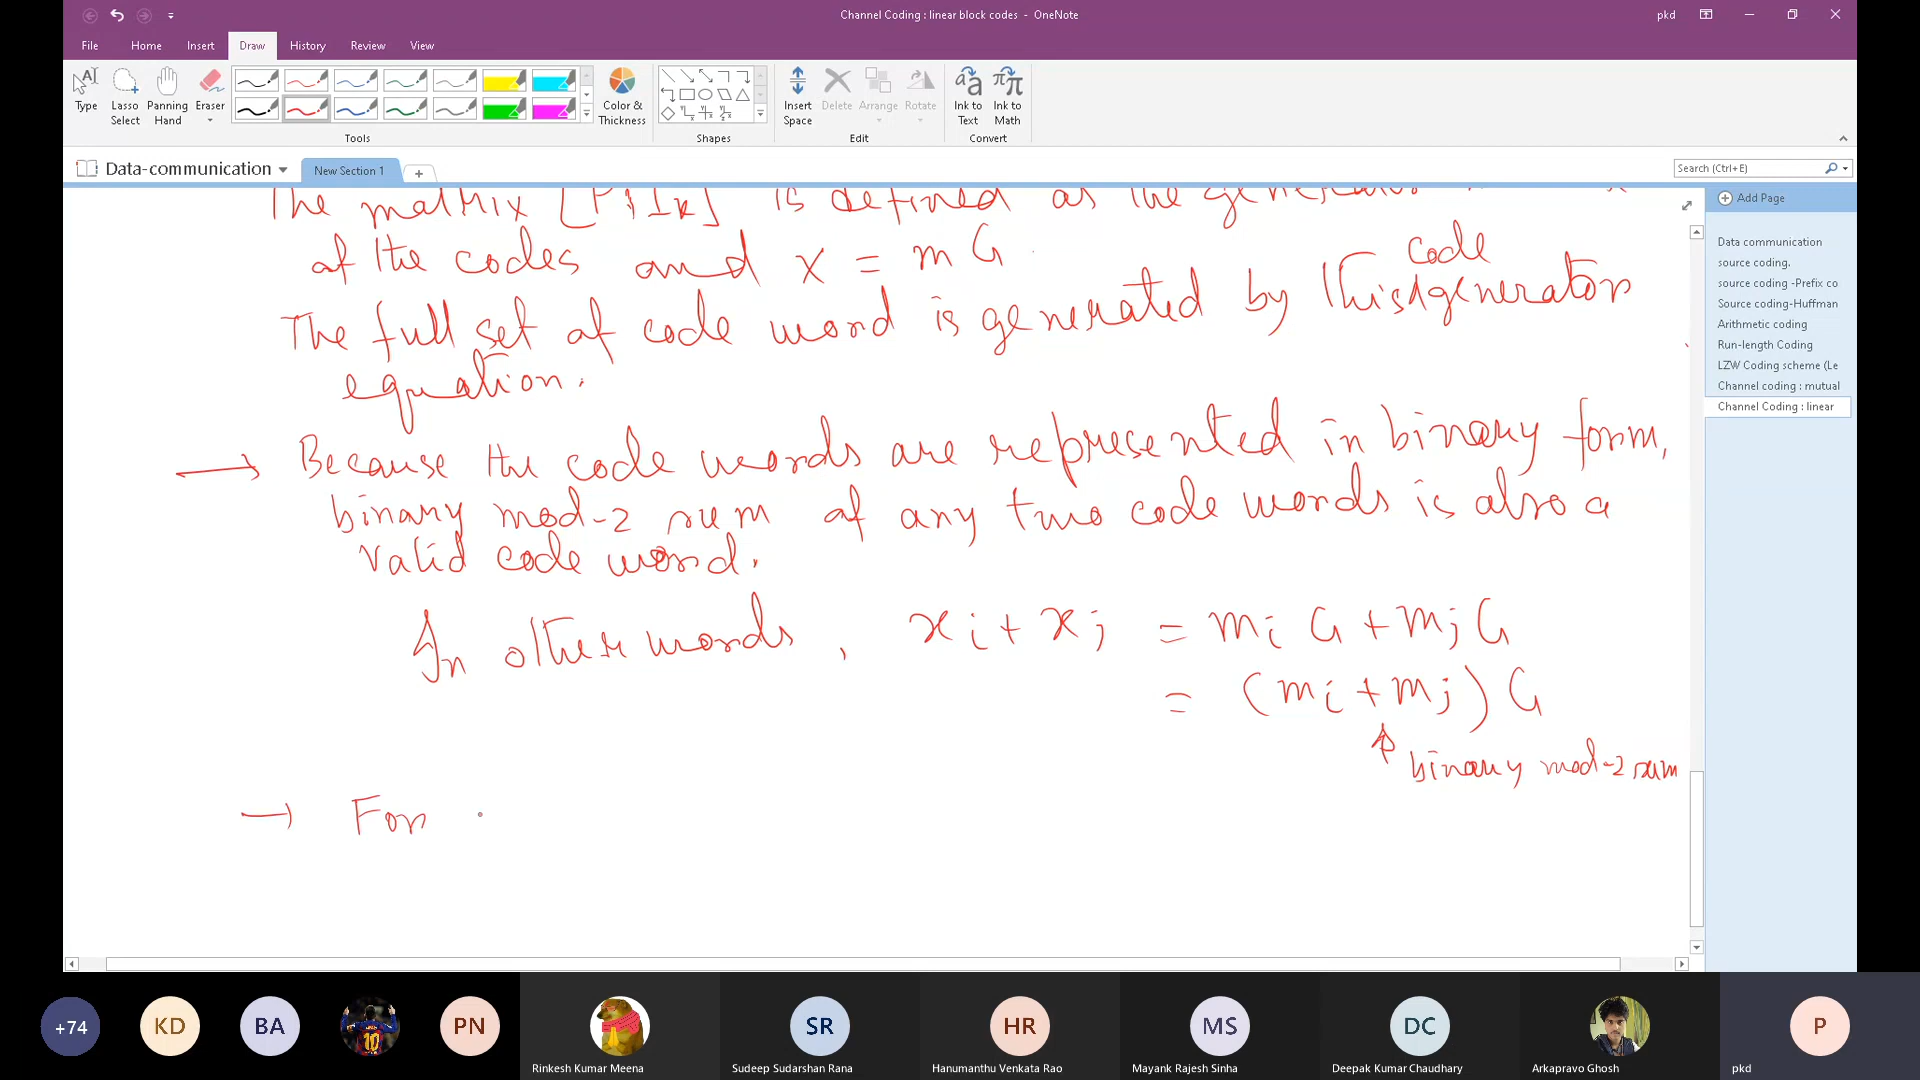 Channel Coding : linear block codes - OneNote
pkd
File Home Insert Draw History Review View
Type
Lasso Select
Panning Hand
Eraser
Color & Thickness
Insert Space
Delete
Arrange
Rotate
Ink to Text
Ink to Math
Tools
Shapes
Edit
Convert
Data-communication
New Section 1
Search (Ctrl+E)
Add Page
Data communication
source coding.
source coding -Prefix co
Source coding-Huffman
Arithmetic coding
Run-length Coding
LZW Coding scheme (Le
Channel coding : mutual
Channel Coding : linear
The matrix [P¦Ik] is defined as the
of the codes and x = m G
code
The full set of code word is generated by this generator
equation.
→ Because the code words are represented in binary form,
binary mod-2 sum of any two code words is also a
valid code word.
In other words, xi + xj = mi G + mj G
= (mi + mj) G
↑ binary mod-2 sum
→ For
+74
KD
BA
10
PN
Rinkesh Kumar Meena
SR
Sudeep Sudarshan Rana
HR
Hanumanthu Venkata Rao
MS
Mayank Rajesh Sinha
DC
Deepak Kumar Chaudhary
Arkapravo Ghosh
P
pkd